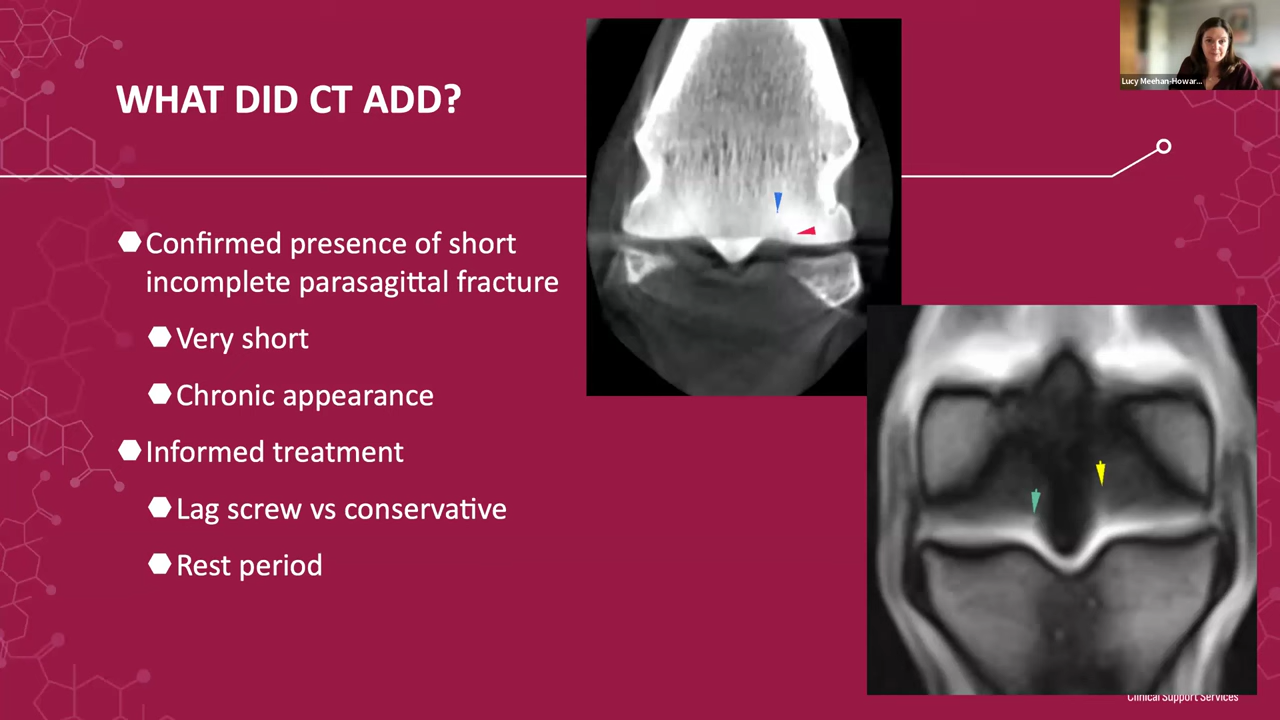 WHAT DID CT ADD?
Lucy Meehan-Howar...
Confirmed presence of short
incomplete parasagittal fracture
Very short
Chronic appearance
Informed treatment
Lag screw vs conservative
Rest period
Clinical Support Services